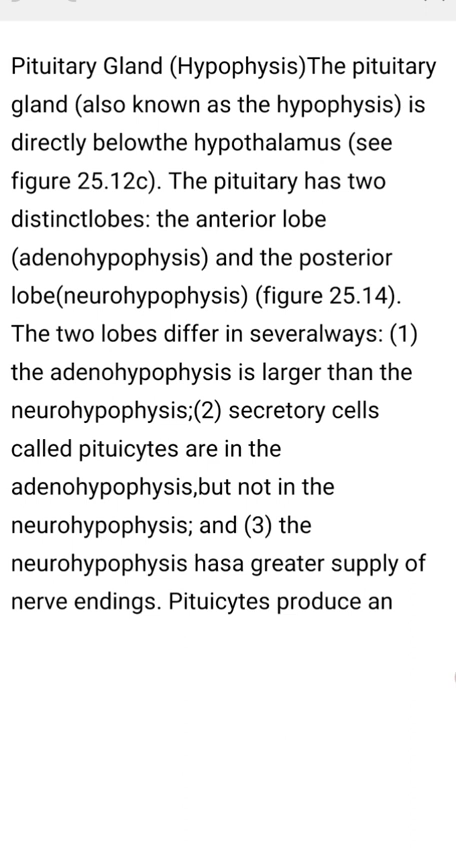 Pituitary Gland (Hypophysis)The pituitary
gland (also known as the hypophysis) is
directly belowthe hypothalamus (see
figure 25.12c). The pituitary has two
distinctlobes: the anterior lobe
(adenohypophysis) and the posterior
lobe(neurohypophysis) (figure 25.14).
The two lobes differ in severalways: (1)
the adenohypophysis is larger than the
neurohypophysis;(2) secretory cells
called pituicytes are in the
adenohypophysis,but not in the
neurohypophysis; and (3) the
neurohypophysis hasa greater supply of
nerve endings. Pituicytes produce an